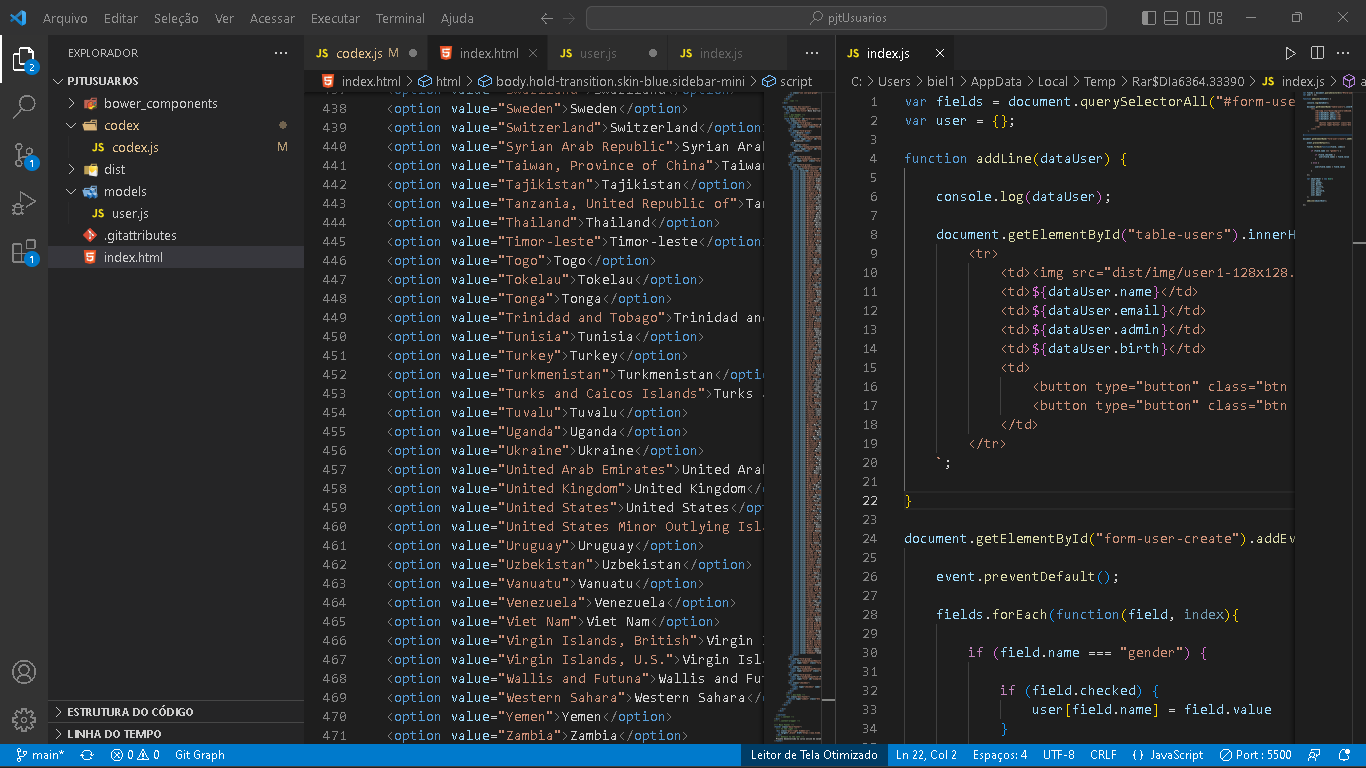 Arquivo Editar Seleção Ver Acessar Executar Terminal Ajuda
pjtUsuarios
EXPLORADOR
PJTUSUARIOS
bower_components
codex
JS codex.js M
dist
models
JS user.js
.gitattributes
index.html
ESTRUTURA DO CÓDIGO
LINHA DO TEMPO
2
1
1
JS codex.js M
index.html
JS user.js
JS index.js
index.html > html > body.hold-transition.skin-blue.sidebar-mini > script
438 <option value="Sweden">Sweden</option>
439 <option value="Switzerland">Switzerland</option
440 <option value="Syrian Arab Republic">Syrian Ara
441 <option value="Taiwan, Province of China">Taiwa
442 <option value="Tajikistan">Tajikistan</option>
443 <option value="Tanzania, United Republic of">Ta
444 <option value="Thailand">Thailand</option>
445 <option value="Timor-leste">Timor-leste</option
446 <option value="Togo">Togo</option>
447 <option value="Tokelau">Tokelau</option>
448 <option value="Tonga">Tonga</option>
449 <option value="Trinidad and Tobago">Trinidad an
450 <option value="Tunisia">Tunisia</option>
451 <option value="Turkey">Turkey</option>
452 <option value="Turkmenistan">Turkmenistan</opti
453 <option value="Turks and Caicos Islands">Turks
454 <option value="Tuvalu">Tuvalu</option>
455 <option value="Uganda">Uganda</option>
456 <option value="Ukraine">Ukraine</option>
457 <option value="United Arab Emirates">United Ara
458 <option value="United Kingdom">United Kingdom</
459 <option value="United States">United States</op
460 <option value="United States Minor Outlying Isl
461 <option value="Uruguay">Uruguay</option>
462 <option value="Uzbekistan">Uzbekistan</option>
463 <option value="Vanuatu">Vanuatu</option>
464 <option value="Venezuela">Venezuela</option>
465 <option value="Viet Nam">Viet Nam</option>
466 <option value="Virgin Islands, British">Virgin
467 <option value="Virgin Islands, U.S.">Virgin Isl
468 <option value="Wallis and Futuna">Wallis and Fu
469 <option value="Western Sahara">Western Sahara</
470 <option value="Yemen">Yemen</option>
471 <option value="Zambia">Zambia</option>
JS index.js
C: > Users > biel1 > AppData > Local > Temp > Rar$DIa6364.33390 > JS index.js > a
1 var fields = document.querySelectorAll("#form-use
2 var user = {};
3
4 function addLine(dataUser) {
5
6 console.log(dataUser);
7
8 document.getElementById("table-users").innerH
9 <tr>
10 <td><img src="dist/img/user1-128x128.
11 <td>${dataUser.name}</td>
12 <td>${dataUser.email}</td>
13 <td>${dataUser.admin}</td>
14 <td>${dataUser.birth}</td>
15 <td>
16 <button type="button" class="btn
17 <button type="button" class="btn
18 </td>
19 </tr>
20 `;
21
22 }
23
24 document.getElementById("form-user-create").addEv
25
26 event.preventDefault();
27
28 fields.forEach(function(field, index){
29
30 if (field.name === "gender") {
31
32 if (field.checked) {
33 user[field.name] = field.value
34 }
main* 0 0 Git Graph
Leitor de Tela Otimizado Ln 22, Col 2 Espaços: 4 UTF-8 CRLF {} JavaScript Port : 5500